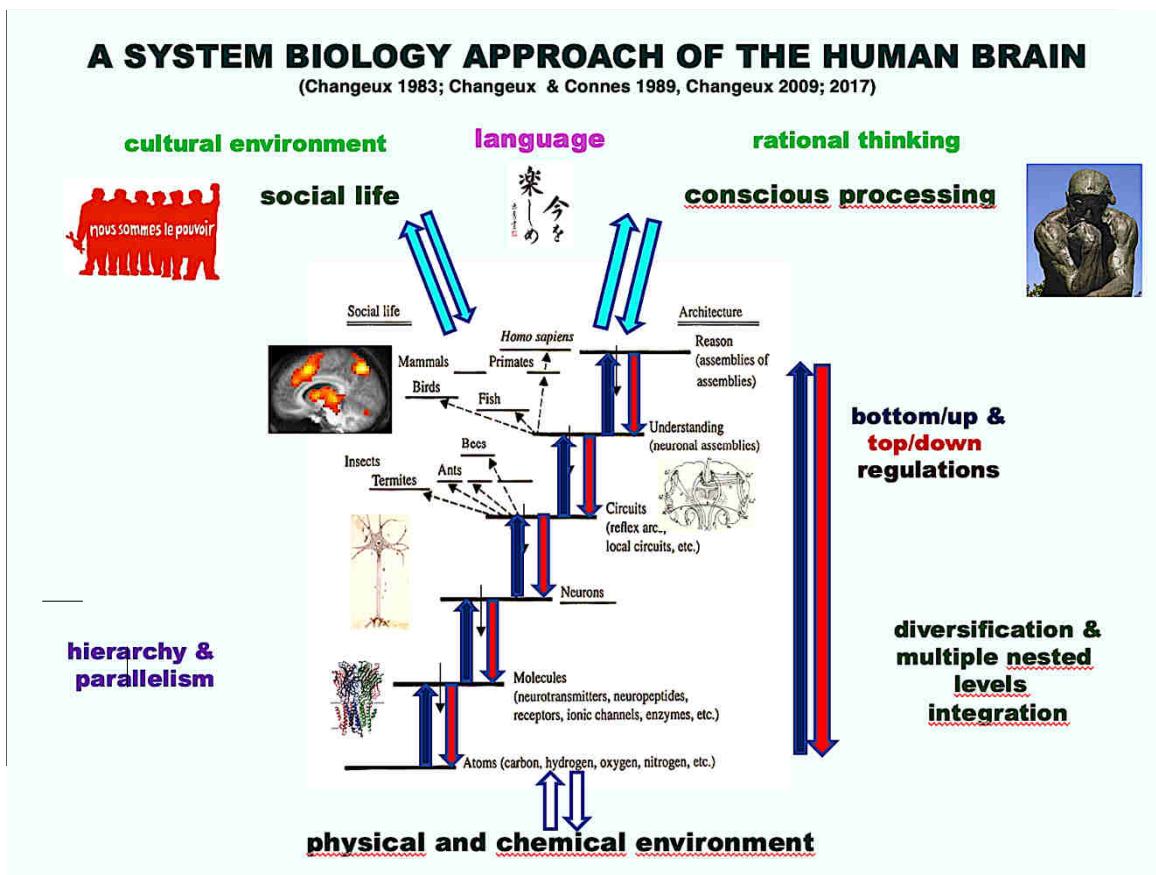 A SYSTEM BIOLOGY APPROACH OF THE HUMAN BRAIN
(Changeux 1983; Changeux & Connes 1989, Changeux 2009; 2017)
cultural environment
language
rational thinking
social life
conscious processing
nous sommes le pouvoir
楽しめ
今を
Social life
Architecture
Homo sapiens
Reason
(assemblies of
assemblies)
Mammals
Primates
Birds
Fish
bottom/up &
top/down
regulations
Understanding
(neuronal assemblies)
Bees
Insects
Ants
Termites
Circuits
(reflex arc,
local circuits, etc.)
Neurons
hierarchy &
parallelism
diversification &
multiple nested
levels
integration
Molecules
(neurotransmitters, neuropeptides,
receptors, ionic channels, enzymes, etc.)
Atoms (carbon, hydrogen, oxygen, nitrogen, etc.)
physical and chemical environment